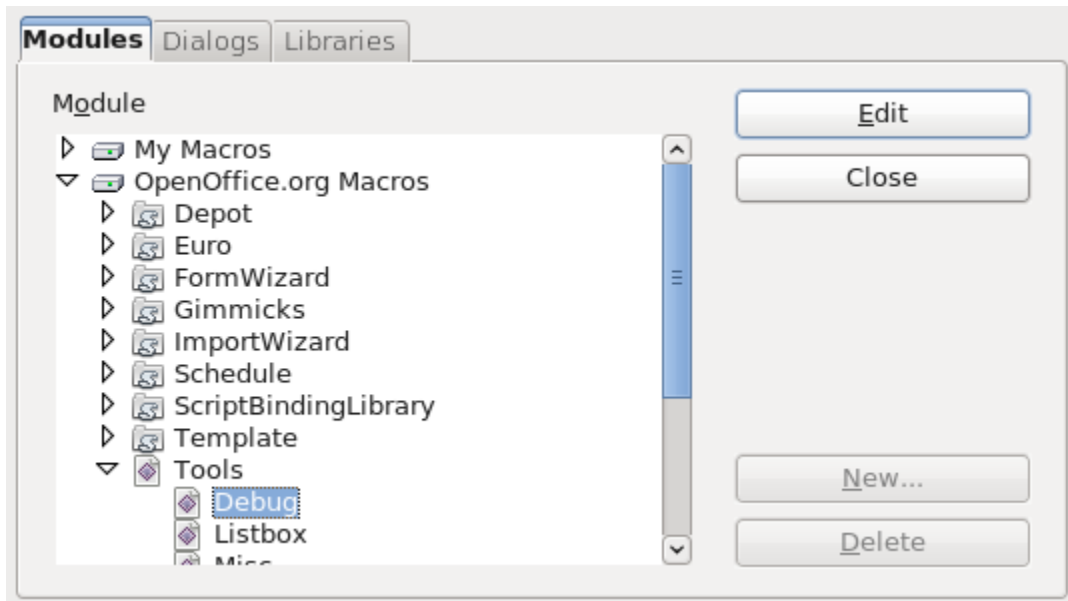 Modules Dialogs Libraries
Module
Edit
My Macros
OpenOffice.org Macros
Close
Depot
Euro
FormWizard
Gimmicks
ImportWizard
Schedule
ScriptBindingLibrary
Template
Tools
New...
Debug
Listbox
Delete
Misc